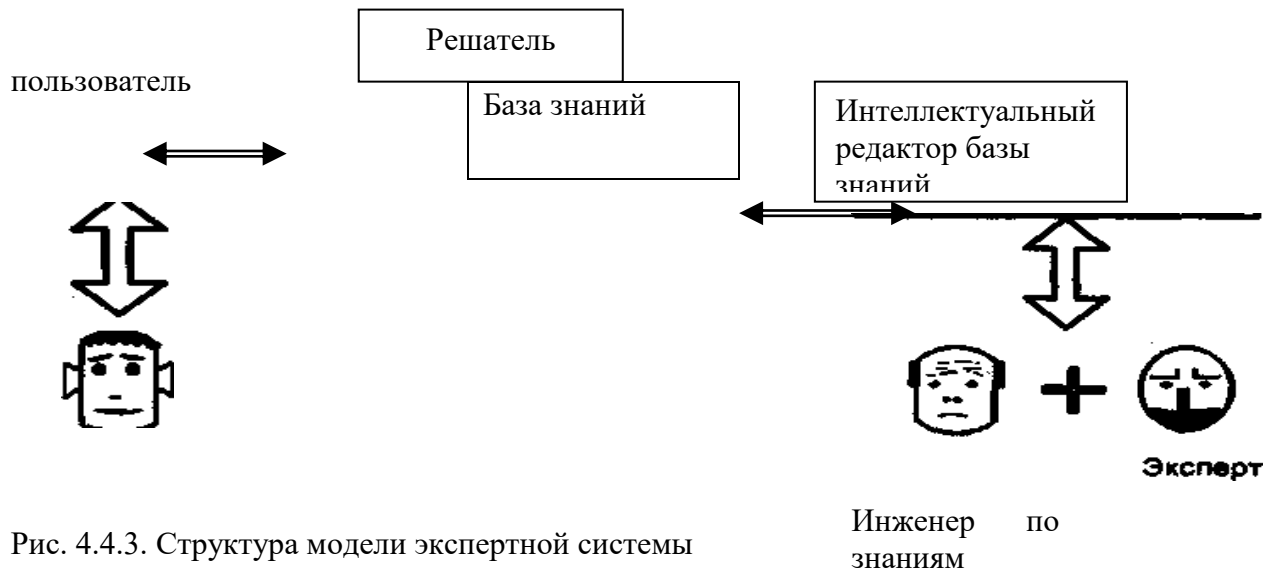 Решатель
пользователь
База знаний
Интеллектуальный
редактор базы
знаний
Эксперт
Инженер по
знаниям
Рис. 4.4.3. Структура модели экспертной системы